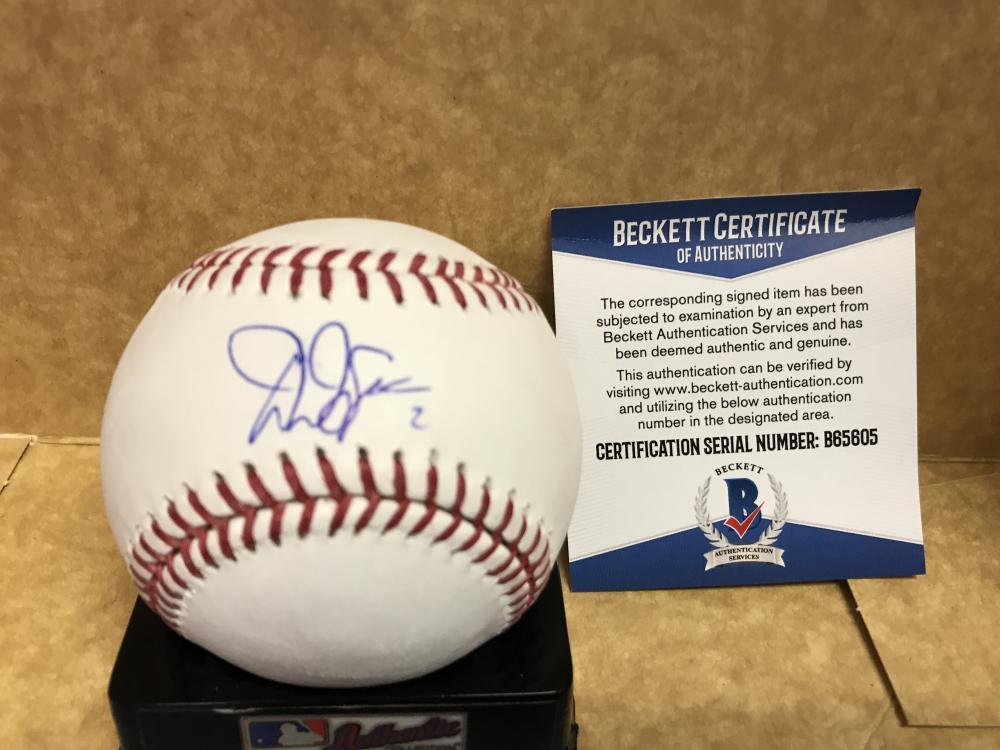 2
BECKETT CERTIFICATE
OF AUTHENTICITY
The corresponding signed item has been
subjected to examination by an expert from
Beckett Authentication Services and has
been deemed authentic and genuine.
This authentication can be verified by
visiting www.beckett-authentication.com
and utilizing the below authentication
number in the designated area.
CERTIFICATION SERIAL NUMBER: B65605
BECKETT
B
AUTHENTICATION
SERVICES
Authentic
COLLECTION